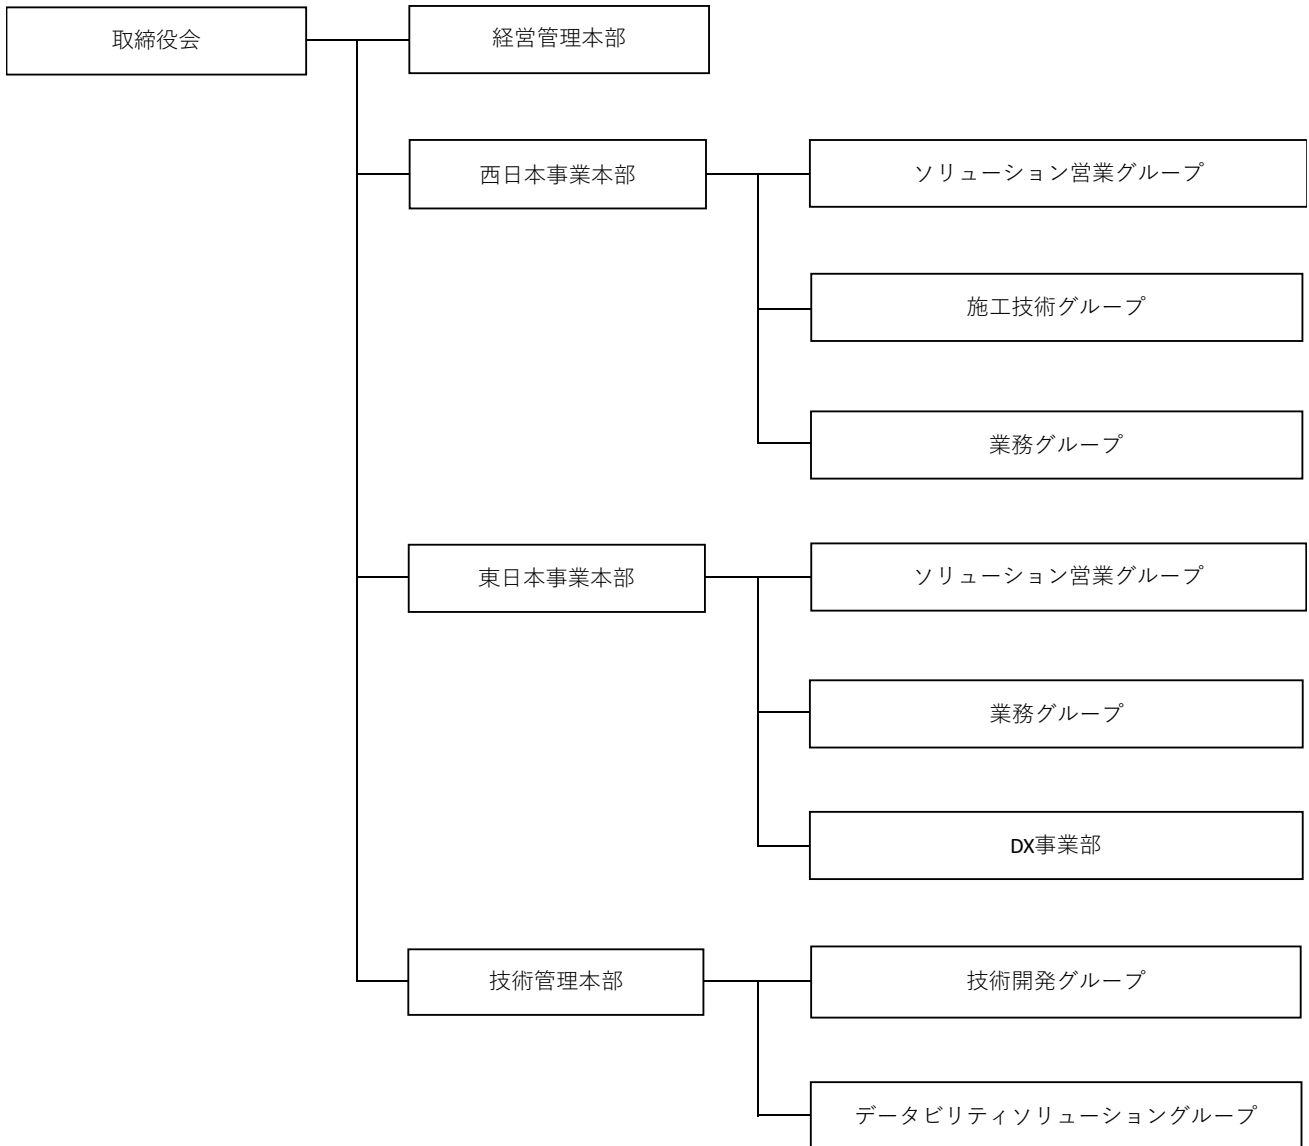 取締役会
経営管理本部
西日本事業本部
ソリューション営業グループ
施工技術グループ
業務グループ
東日本事業本部
ソリューション営業グループ
業務グループ
DX事業部
技術管理本部
技術開発グループ
データビリティソリューショングループ